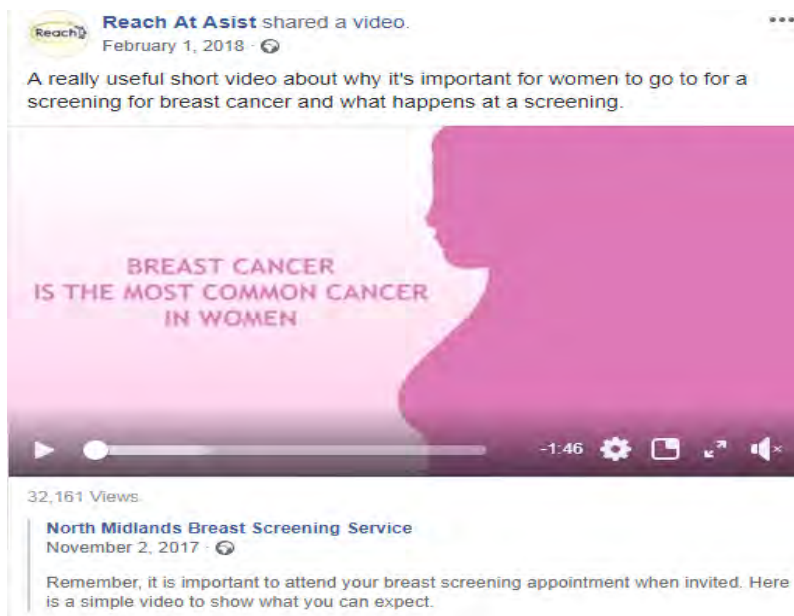 Reach
Reach At Asist shared a video.
February 1, 2018
A really useful short video about why it's important for women to go to for a
screening for breast cancer and what happens at a screening.
BREAST CANCER
IS THE MOST COMMON CANCER
IN WOMEN
-1:46
32,161 Views
North Midlands Breast Screening Service
November 2, 2017
Remember, it is important to attend your breast screening appointment when invited. Here
is a simple video to show what you can expect.